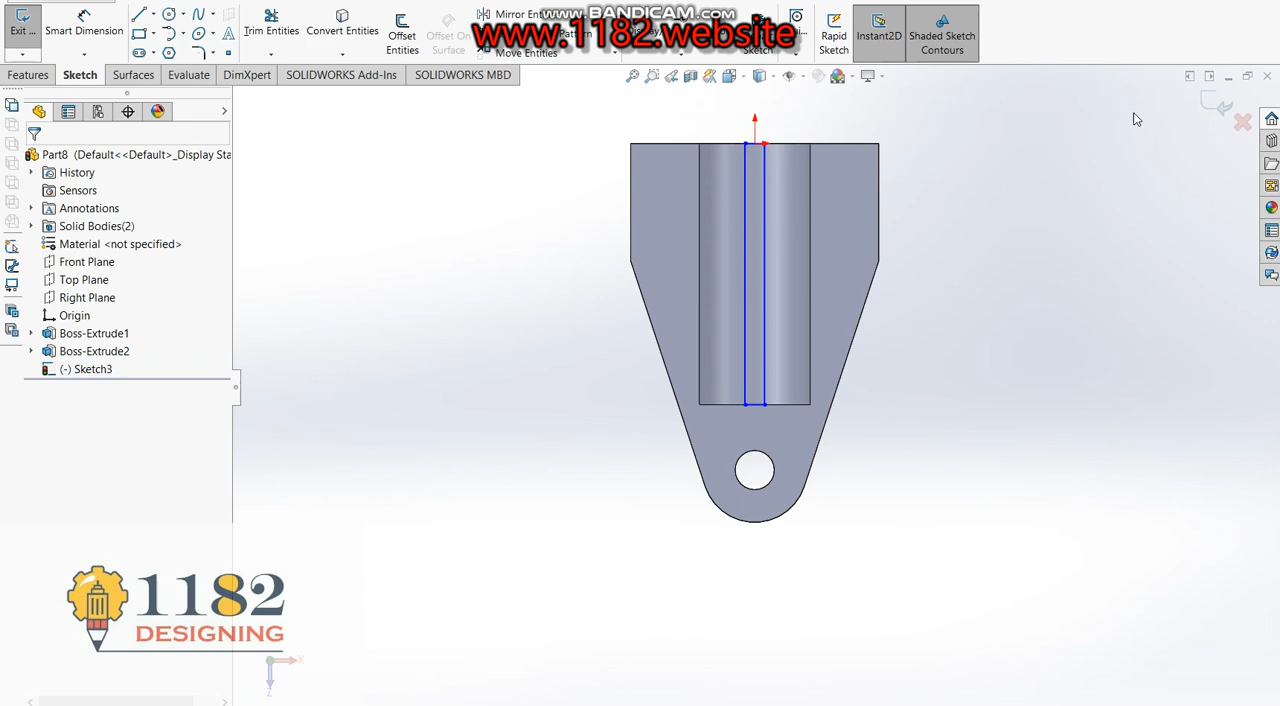 www.BANDICAM.com
www.1182.website
Exit ...
Smart Dimension
Trim Entities
Convert Entities
Offset Entities
Offset On Surface
Mirror Enti
Move Entities
Rapid Sketch
Instant2D
Shaded Sketch Contours
Features
Sketch
Surfaces
Evaluate
DimXpert
SOLIDWORKS Add-Ins
SOLIDWORKS MBD
Part8 (Default<<Default>_Display Sta
History
Sensors
Annotations
Solid Bodies(2)
Material <not specified>
Front Plane
Top Plane
Right Plane
Origin
Boss-Extrude1
Boss-Extrude2
(-) Sketch3
1182
DESIGNING
X
Z